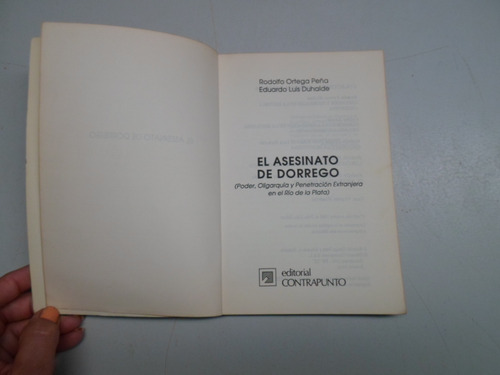 Rodolfo Ortega Peña
Eduardo Luis Duhalde
EL ASESINATO
DE DORREGO
(Poder, Oligarquía y Penetración Extranjera
en el Río de la Plata)
editorial
CONTRAPUNTO